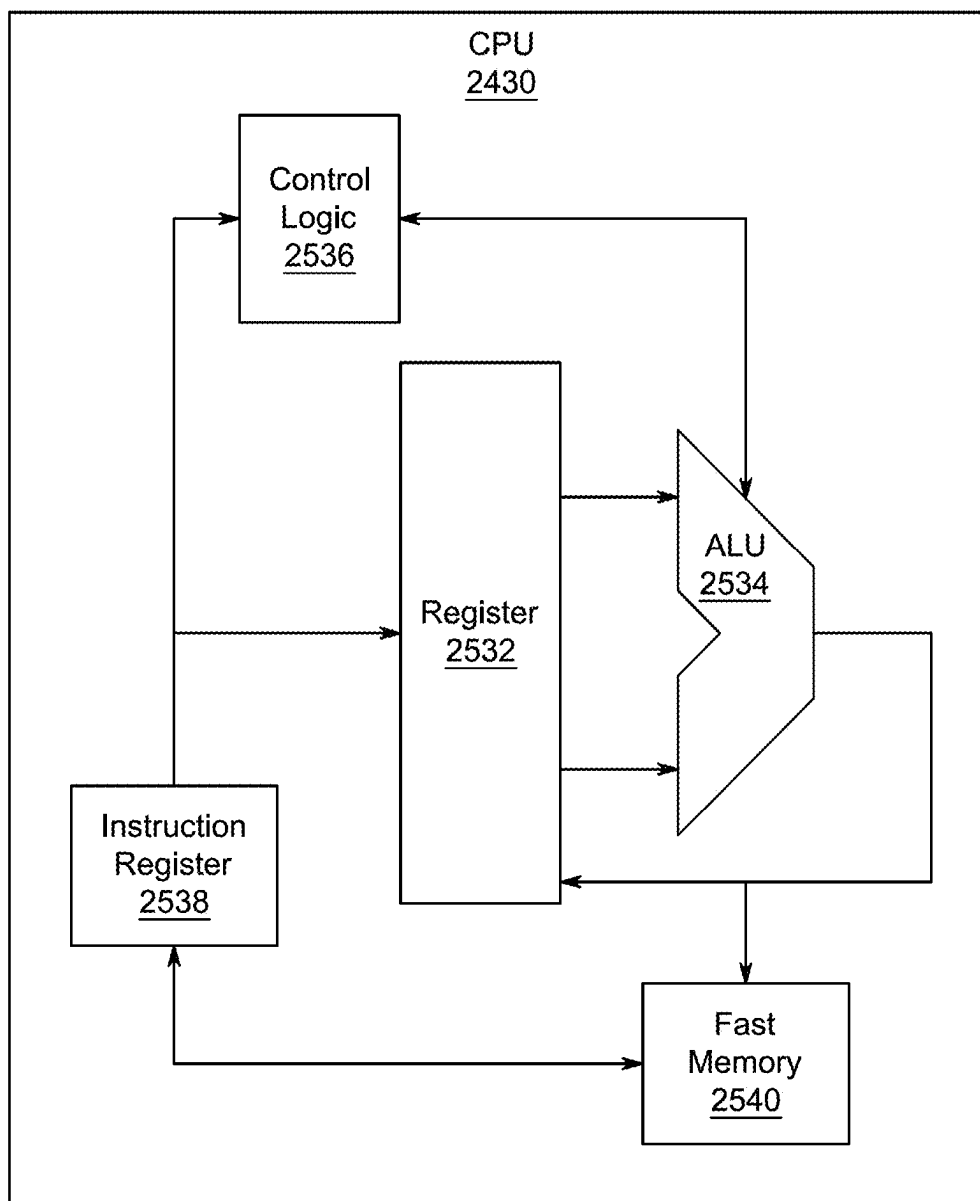 CPU
2430
Control
Logic
2536
ALU
2534
Register
2532
Instruction
Register
2538
Fast
Memory
2540